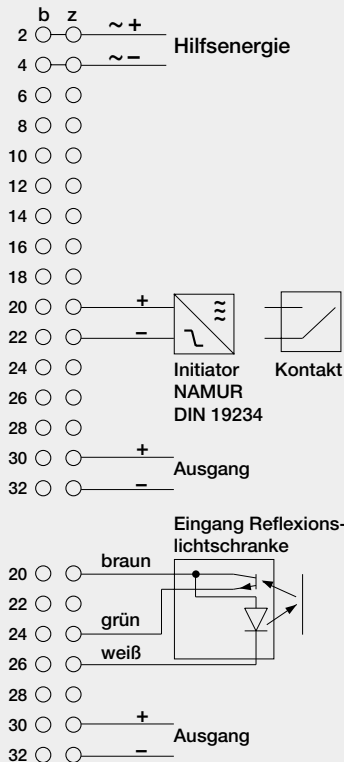 b z
2 ~ +
Hilfsenergie
4 ~ −
6
8
10
12
14
16
18
20 +
22 −
Initiator Kontakt
NAMUR
DIN 19234
24
26
28
30 +
Ausgang
32 −
Eingang Reflexions-
lichtschranke
20 braun
22
24 grün
26 weiß
28
30 +
Ausgang
32 −